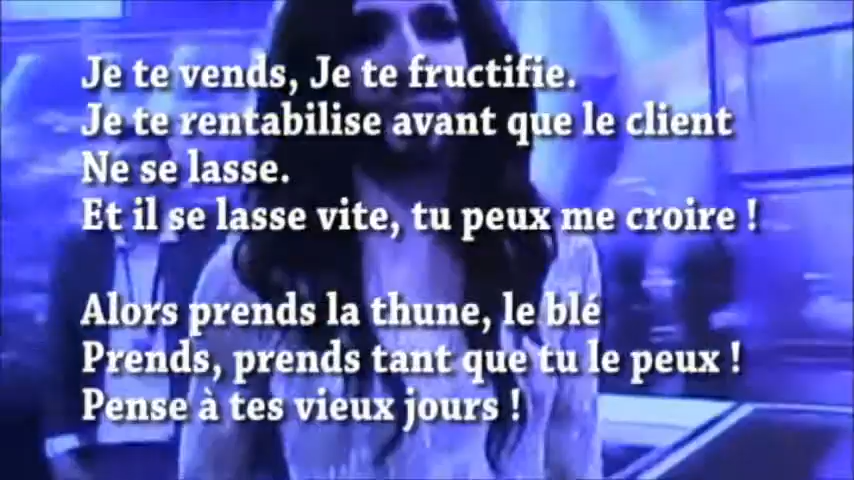 Je te vends, Je te fructifie.
Je te rentabilise avant que le client
Ne se lasse.
Et il se lasse vite, tu peux me croire !
Alors prends la thune, le blé
Prends, prends tant que tu le peux !
Pense à tes vieux jours !